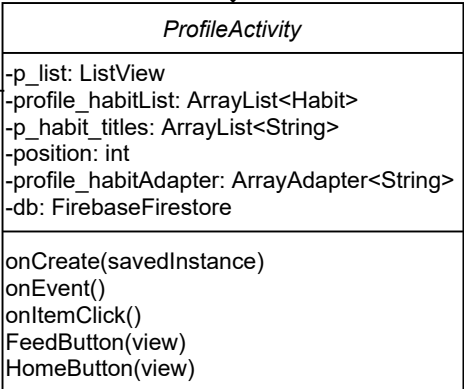 ProfileActivity
-p_list: ListView
-profile_habitList: ArrayList<Habit>
-p_habit_titles: ArrayList<String>
-position: int
-profile_habitAdapter: ArrayAdapter<String>
-db: FirebaseFirestore
onCreate(savedInstance)
onEvent()
onItemClick()
FeedButton(view)
HomeButton(view)